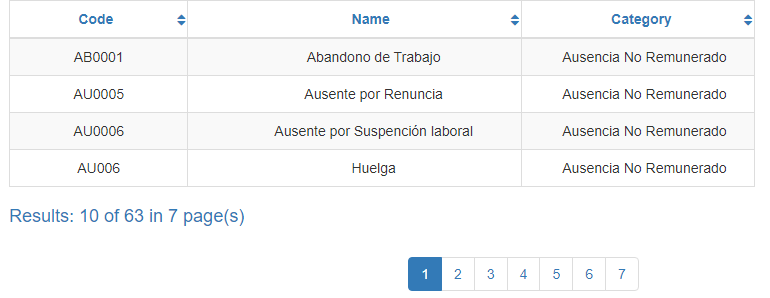 Code Name Category
AB0001 Abandono de Trabajo Ausencia No Remunerado
AU0005 Ausente por Renuncia Ausencia No Remunerado
AU0006 Ausente por Suspención laboral Ausencia No Remunerado
AU006 Huelga Ausencia No Remunerado
Results: 10 of 63 in 7 page(s)
1 2 3 4 5 6 7